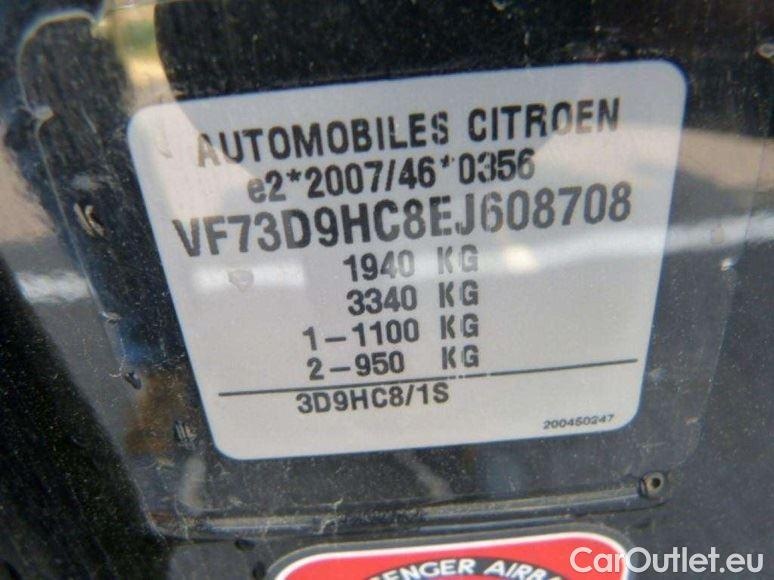 AUTOMOBILES CITROEN
e2*2007/46*0356
VF73D9HC8EJ608708
1940 KG
3340 KG
1-1100 KG
2-950 KG
3D9HC8/1S
200450247
CarOutlet.eu